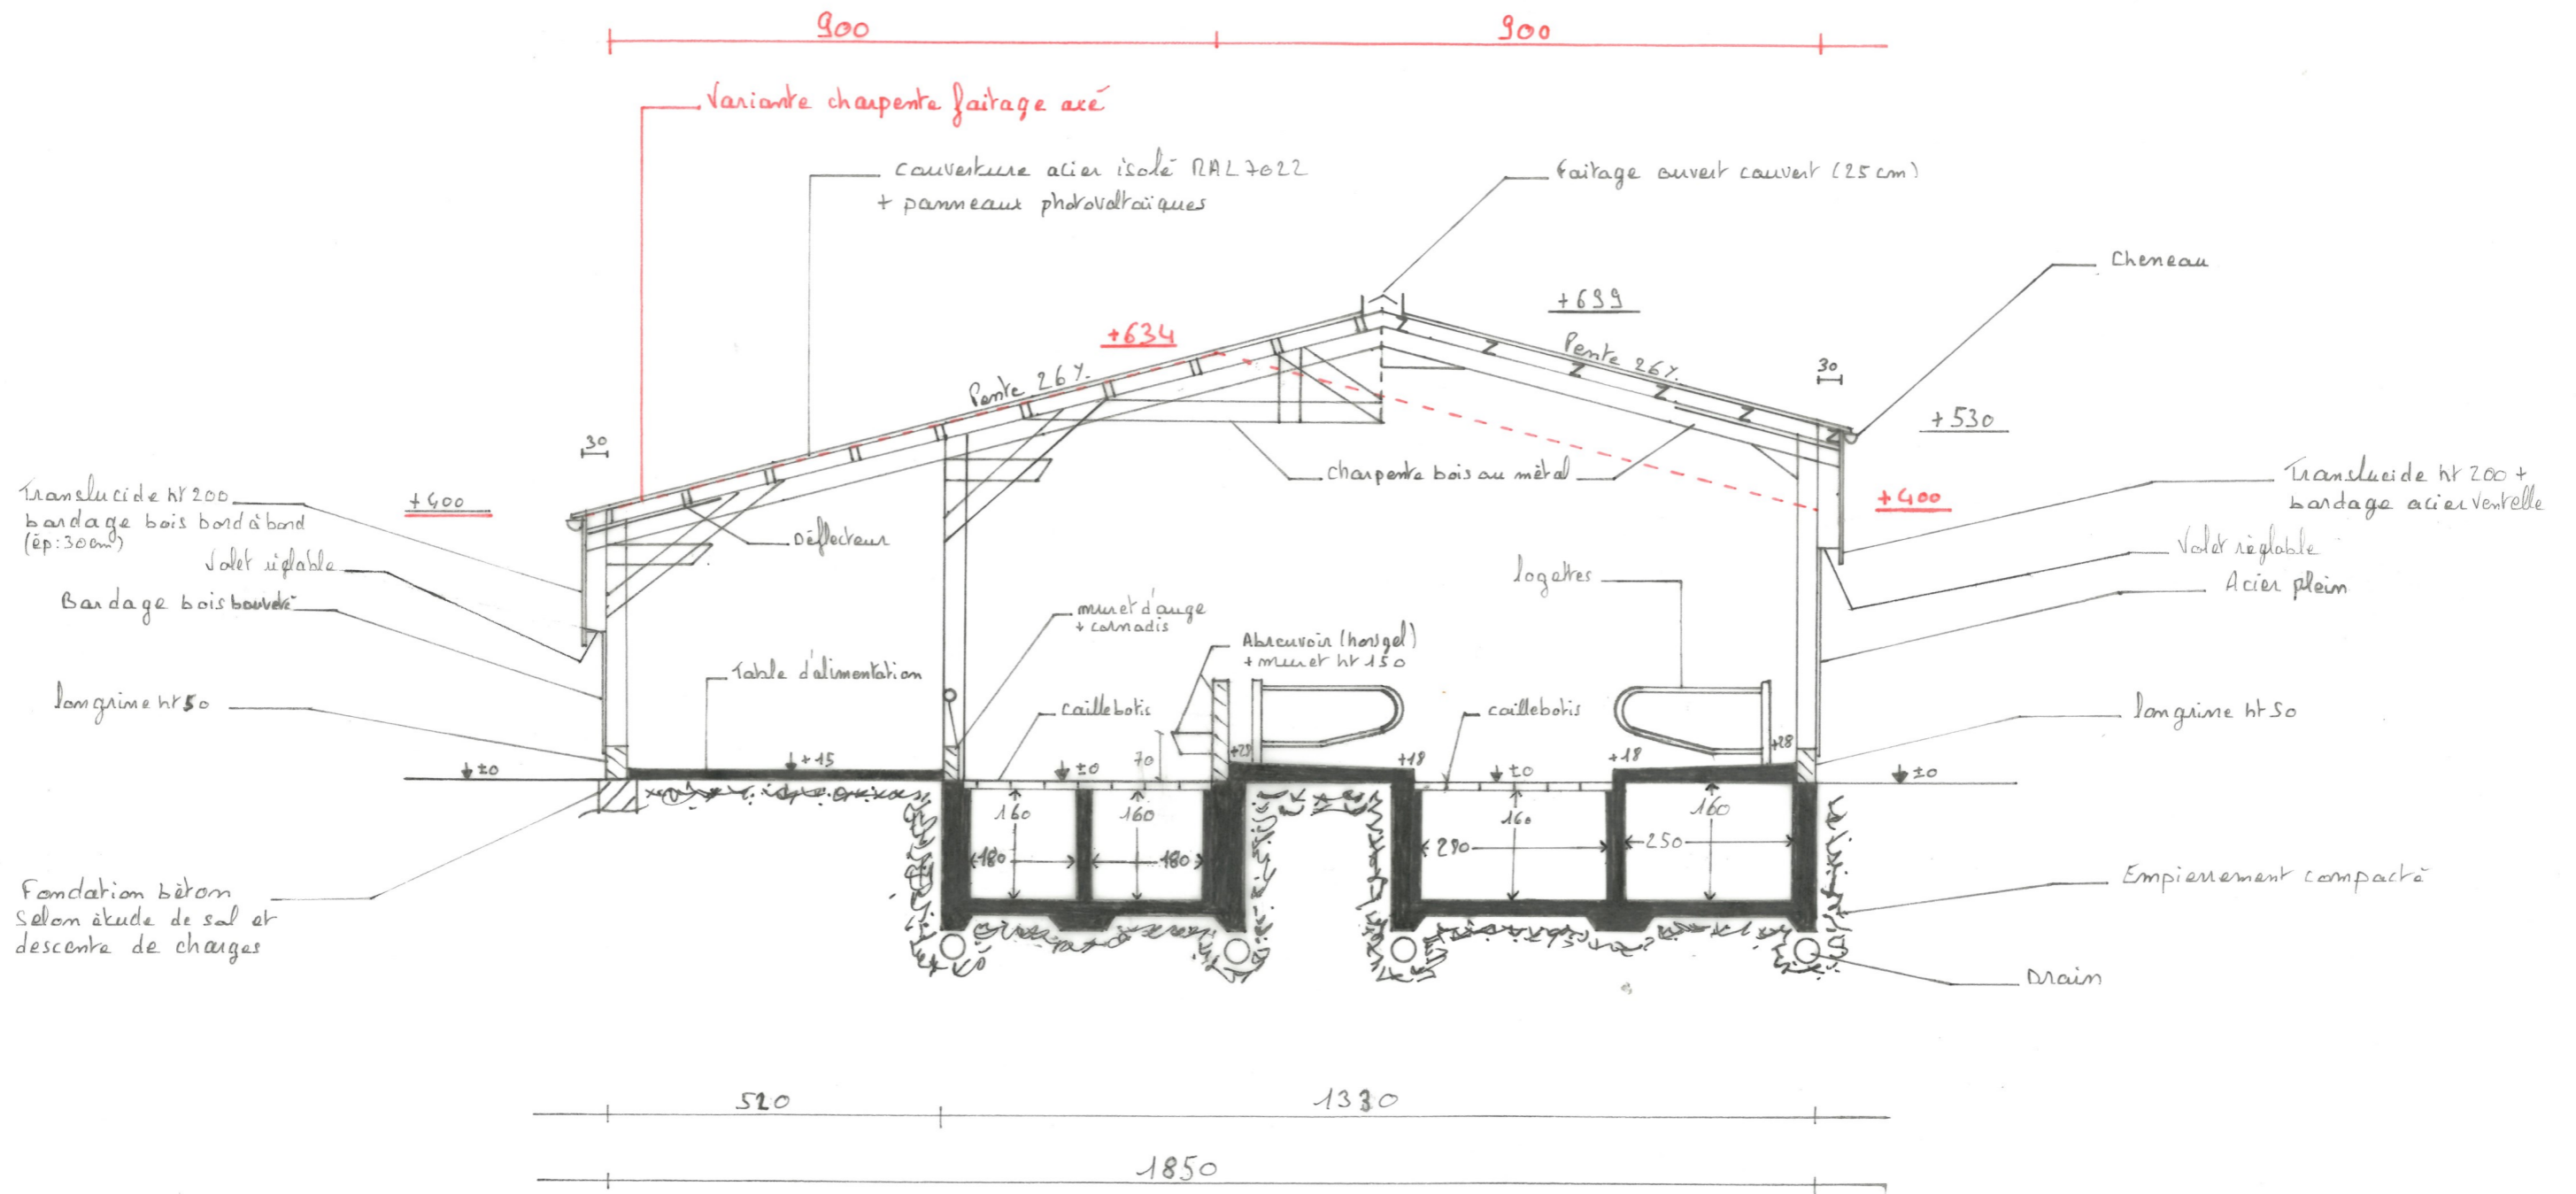 900
900
Variante charpente faitage axé
couverture acier isolé RAL 7022
+ panneaux photovoltaïques
faitage ouvert couvert (25 cm)
Cheneau
+699
+634
Pente 26%.
Pente 26%.
30
30
+530
+400
+400
Translucide ht 200
bardage bois bord à bord
(ép:30cm)
Volet réglable
Bardage bois bouveté
longrine ht 50
Fondation bèton
Selon ètude de sol et
descente de charges
Déflecteur
charpente bois ou mètal
Translucide ht 200 +
bardage acier Ventelle
Volet règlable
Acier plein
longrine ht 50
Empierrement compactè
Drain
logettes
muret d'auge
+ cornadis
Abreuvoir (hors gel)
+ muret ht 150
Table d'alimentation
caillebotis
caillebotis
±0
+15
±0
70
+28
+18
±0
+18
+28
±0
160
160
160
160
180
180
290
250
520
1330
1850